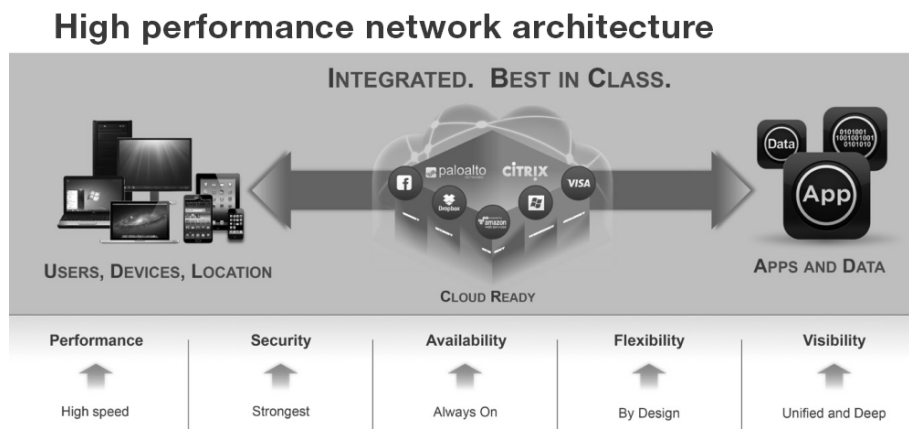 High performance network architecture
INTEGRATED. BEST IN CLASS.
paloalto
CITRIX
VISA
Dropbox
amazon
Data
0101001
1001001001
0101010
App
USERS, DEVICES, LOCATION
CLOUD READY
APPS AND DATA
Performance
Security
Availability
Flexibility
Visibility
High speed
Strongest
Always On
By Design
Unified and Deep